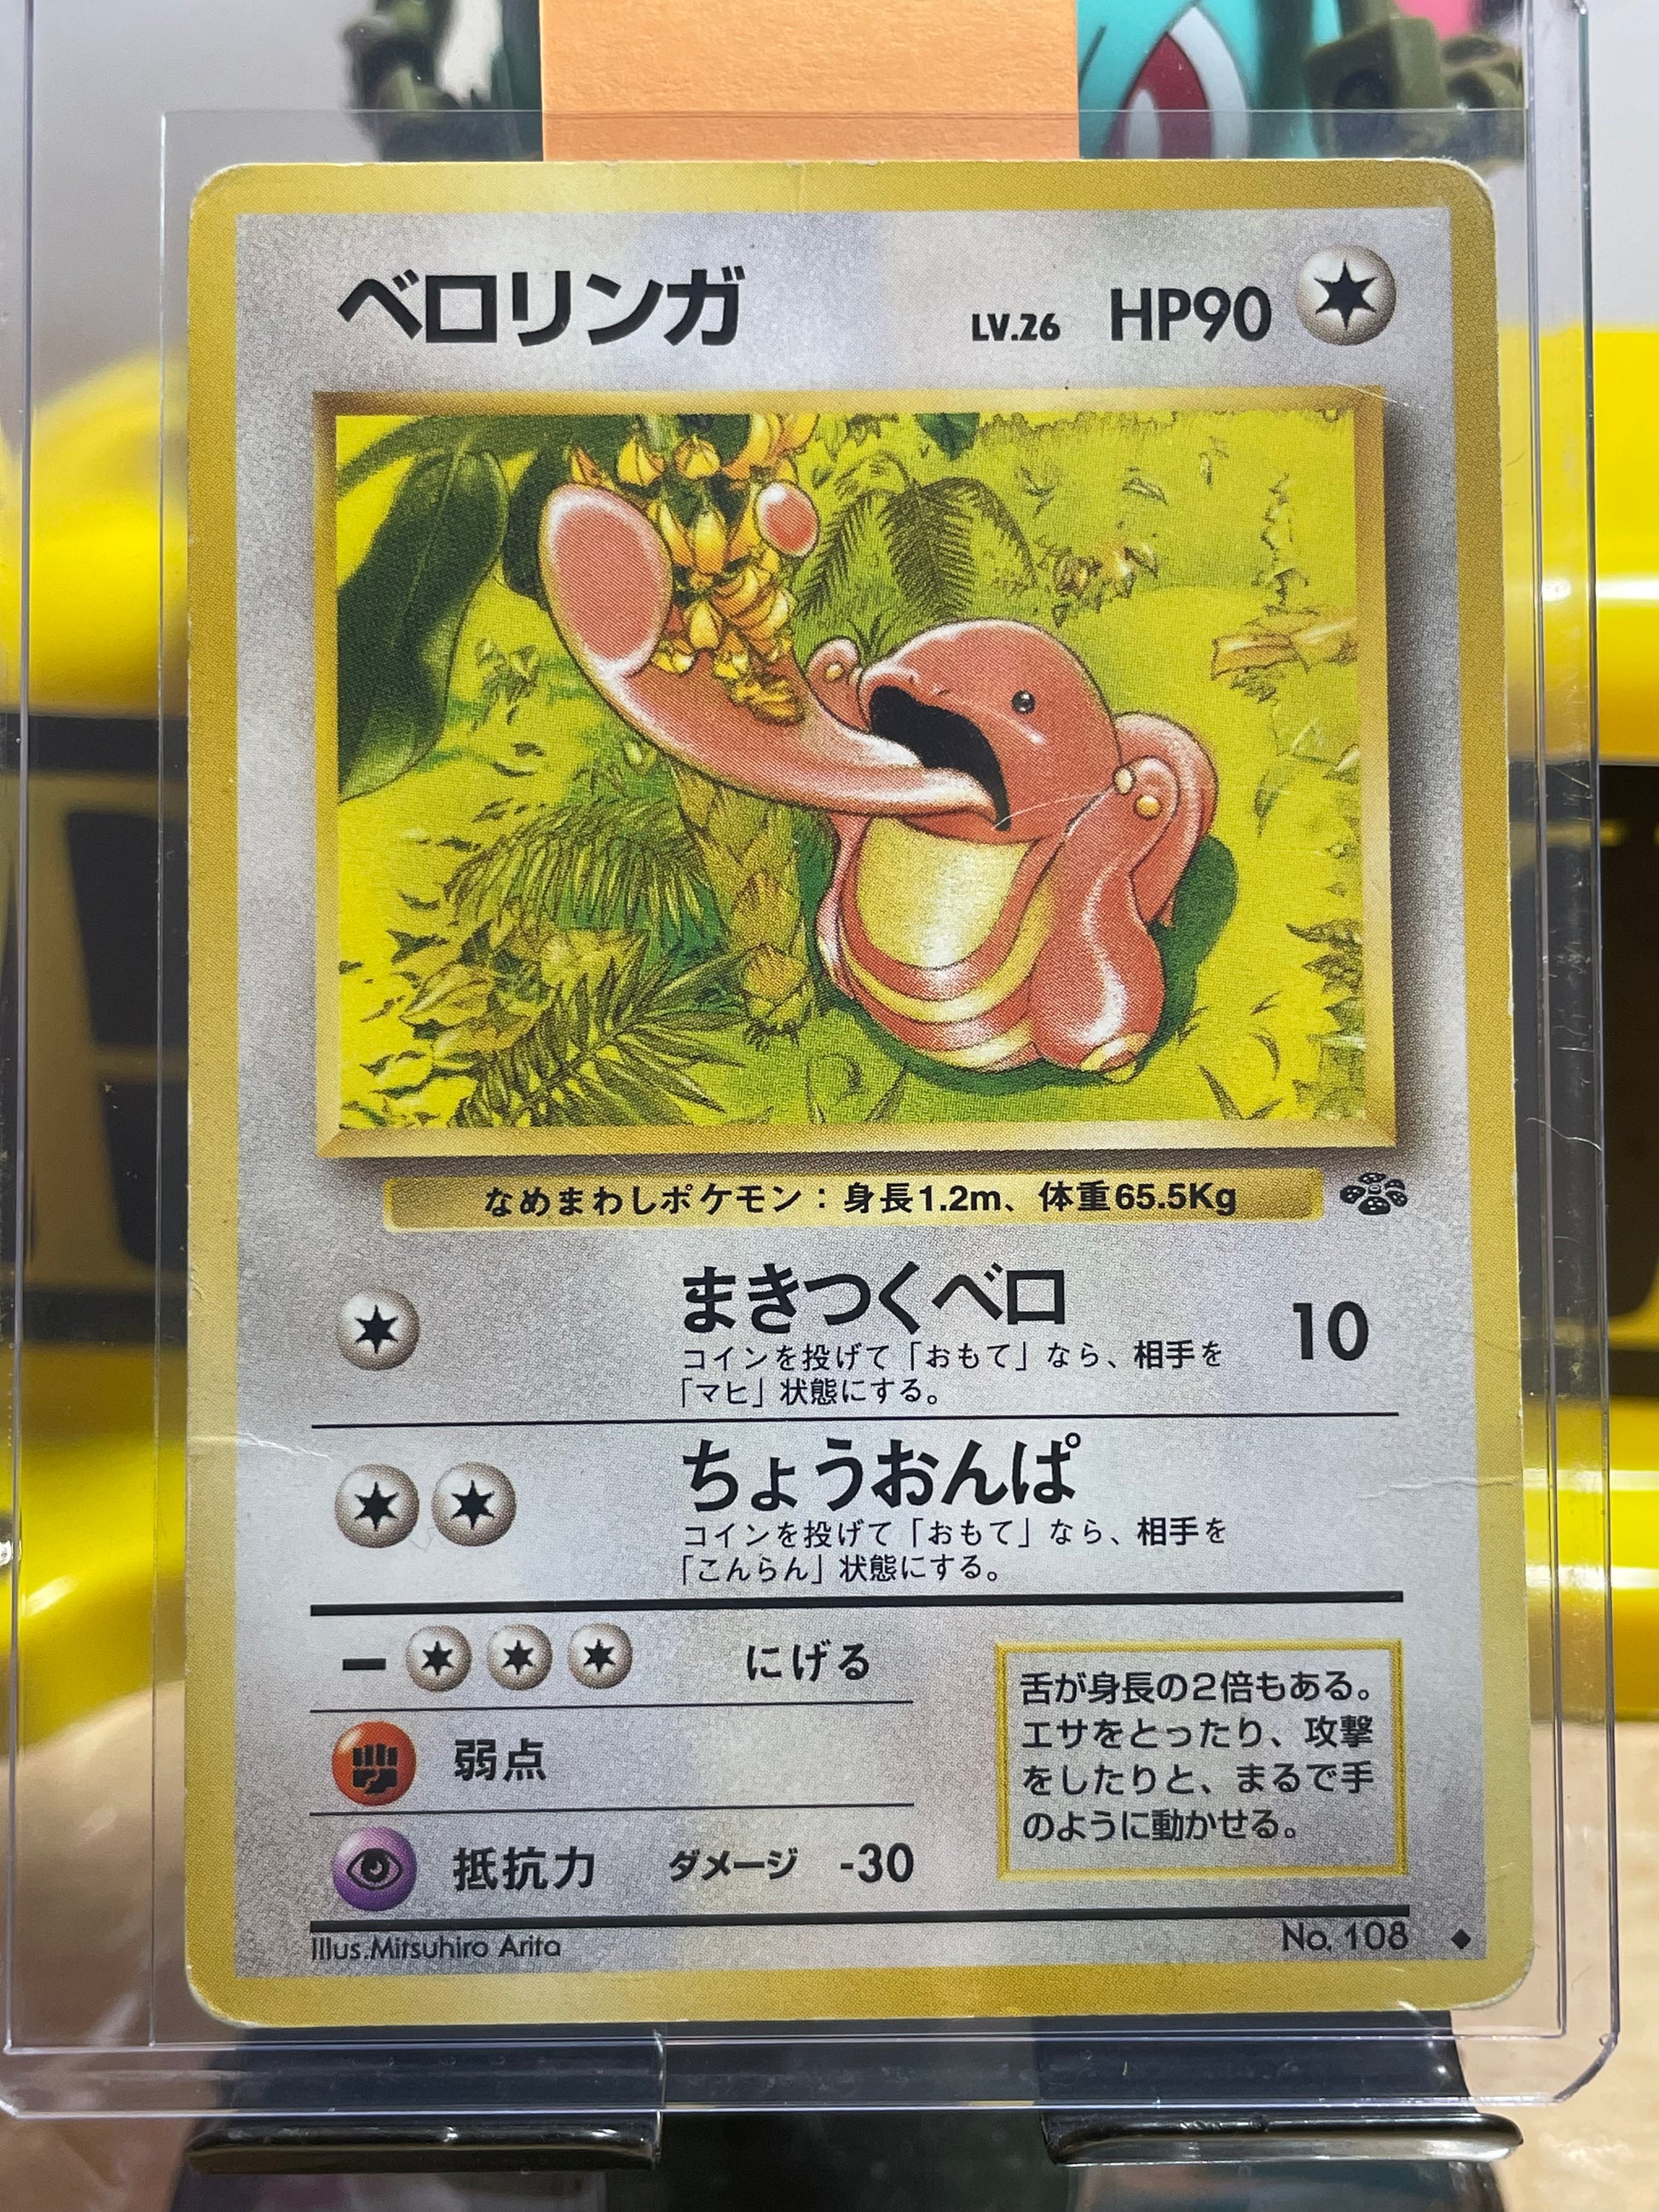 ベロリンガ LV.26 HP90
なめまわしポケモン：身長1.2m、体重65.5Kg
まきつくベロ 10
コインを投げて「おもて」なら、相手を
「マヒ」状態にする。
ちょうおんぱ
コインを投げて「おもて」なら、相手を
「こんらん」状態にする。
ー にげる
弱点
抵抗力 ダメージ -30
舌が身長の2倍もある。
エサをとったり、攻撃
をしたりと、まるで手
のように動かせる。
Illus.Mitsuhiro Arita No. 108